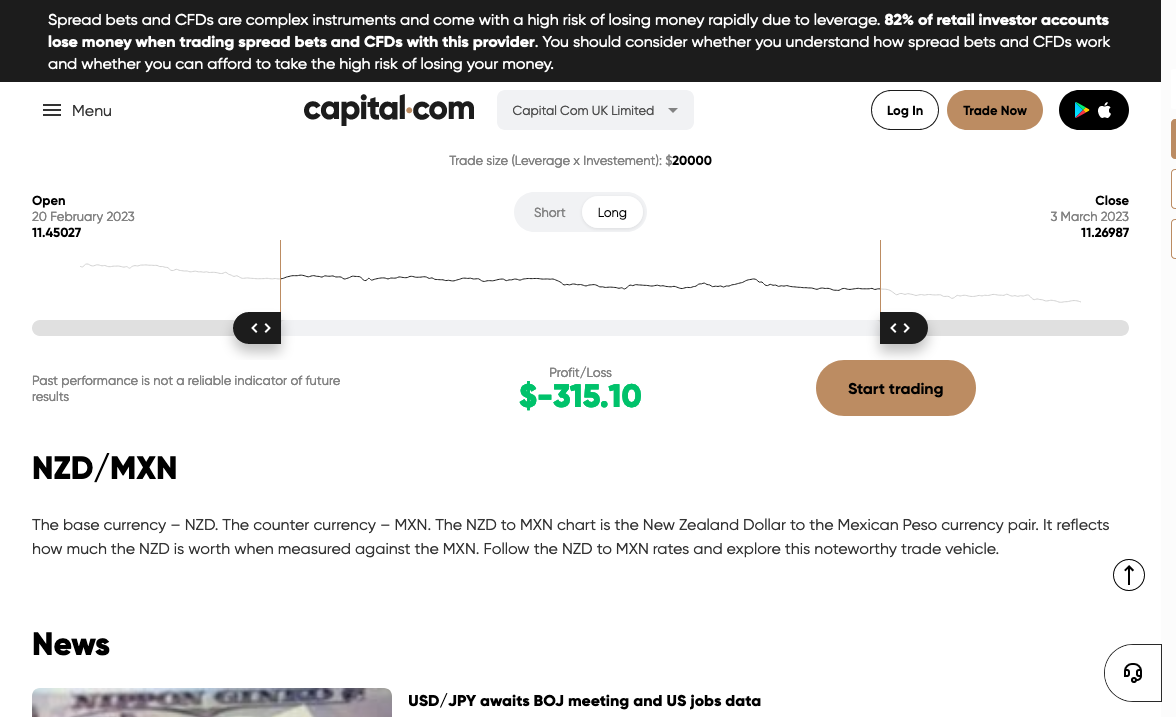 Spread bets and CFDs are complex instruments and come with a high risk of losing money rapidly due to leverage. 82% of retail investor accounts
lose money when trading spread bets and CFDs with this provider. You should consider whether you understand how spread bets and CFDs work
and whether you can afford to take the high risk of losing your money.
Menu
capital.com
Capital Com UK Limited
Log In
Trade Now
Trade size (Leverage x Investement): $20000
Open
20 February 2023
11.45027
Short
Long
Close
3 March 2023
11.26987
Past performance is not a reliable indicator of future
results
Profit/Loss
$-315.10
Start trading
NZD/MXN
The base currency – NZD. The counter currency – MXN. The NZD to MXN chart is the New Zealand Dollar to the Mexican Peso currency pair. It reflects
how much the NZD is worth when measured against the MXN. Follow the NZD to MXN rates and explore this noteworthy trade vehicle.
News
NIPPON GINKO
USD/JPY awaits BOJ meeting and US jobs data